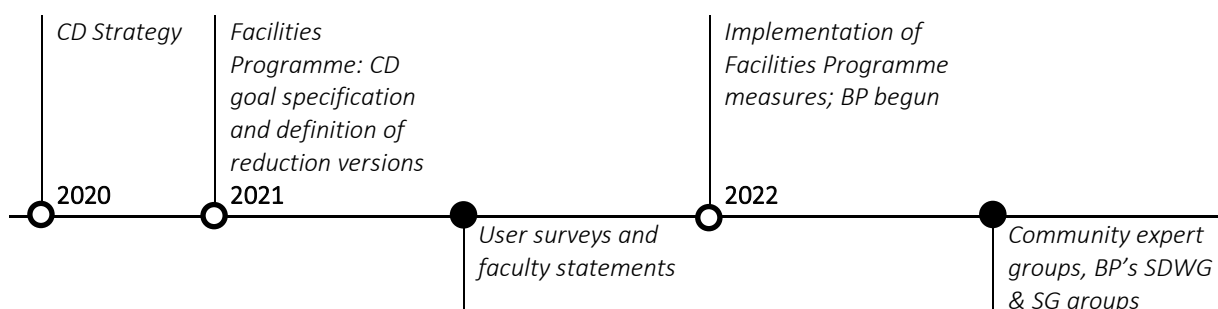 CD Strategy
2020
Facilities
Programme: CD
goal specification
and definition of
reduction versions
2021
User surveys and
faculty statements
Implementation of
Facilities Programme
measures; BP begun
2022
Community expert
groups, BP's SDWG
& SG groups